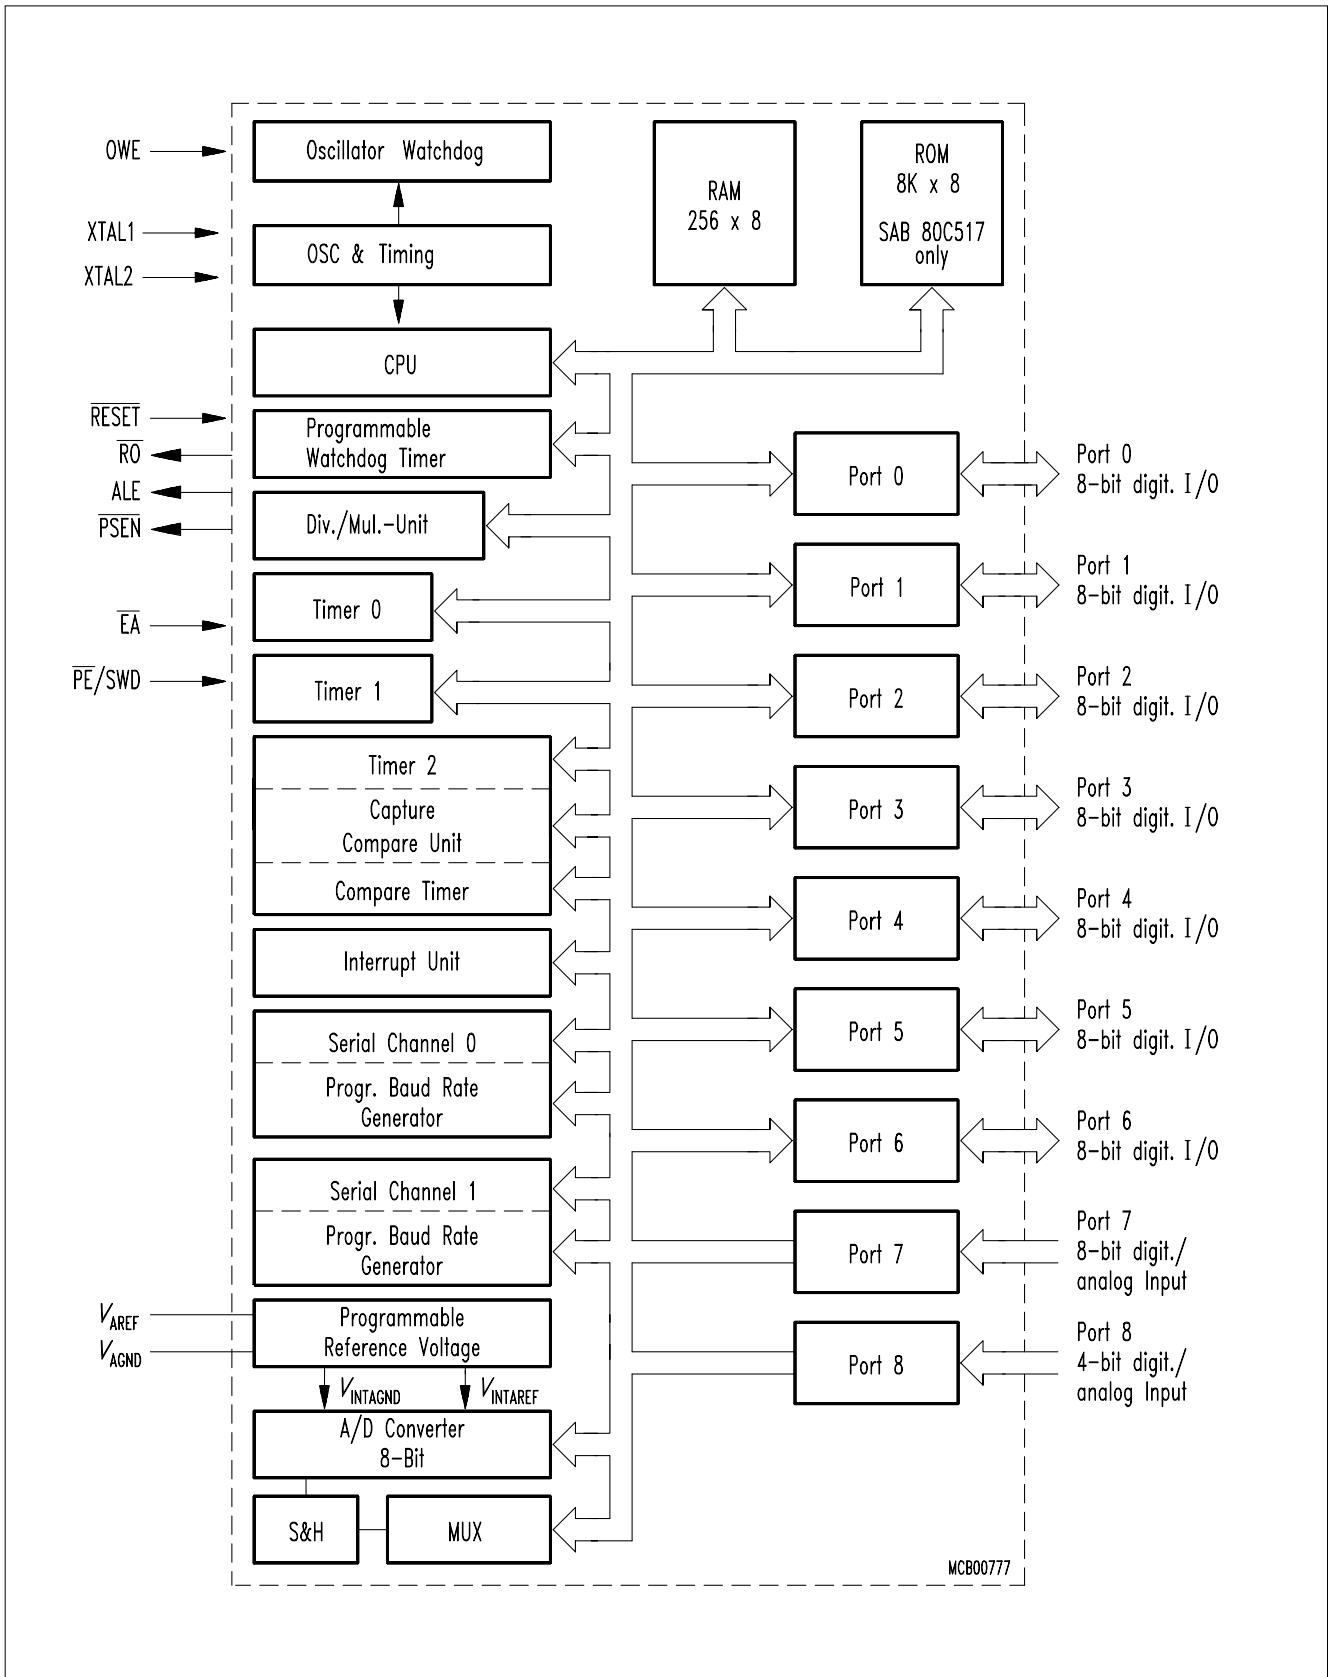 OWE
Oscillator Watchdog
XTAL1
XTAL2
OSC & Timing
CPU
RAM
256 x 8
ROM
8K x 8
SAB 80C517
only
R̅E̅S̅E̅T̅
R̅O̅
ALE
P̅S̅E̅N̅
E̅A̅
P̅E̅/SWD
Programmable
Watchdog Timer
Div./Mul.-Unit
Timer 0
Timer 1
Timer 2
Capture
Compare Unit
Compare Timer
Interrupt Unit
Serial Channel 0
Progr. Baud Rate
Generator
Serial Channel 1
Progr. Baud Rate
Generator
VAREF
VAGND
Programmable
Reference Voltage
VINTAGND
VINTAREF
A/D Converter
8-Bit
S&H
MUX
Port 0
Port 0
8-bit digit. I/O
Port 1
Port 1
8-bit digit. I/O
Port 2
Port 2
8-bit digit. I/O
Port 3
Port 3
8-bit digit. I/O
Port 4
Port 4
8-bit digit. I/O
Port 5
Port 5
8-bit digit. I/O
Port 6
Port 6
8-bit digit. I/O
Port 7
Port 7
8-bit digit./
analog Input
Port 8
Port 8
4-bit digit./
analog Input
MCB00777